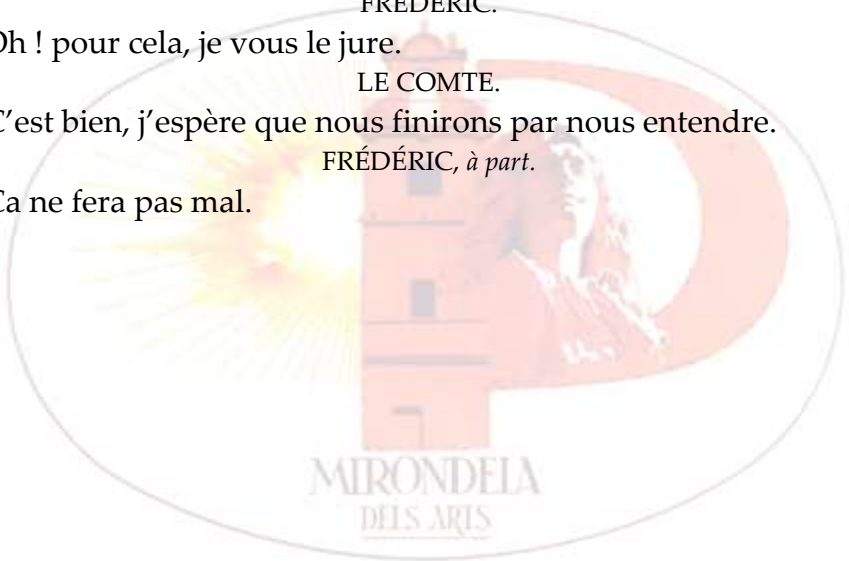 FRÉDÉRIC.
Oh ! pour cela, je vous le jure.
LE COMTE.
C’est bien, j’espère que nous finirons par nous entendre.
FRÉDÉRIC, à part.
Ca ne fera pas mal.
MIRONDELA
DELS ARTS